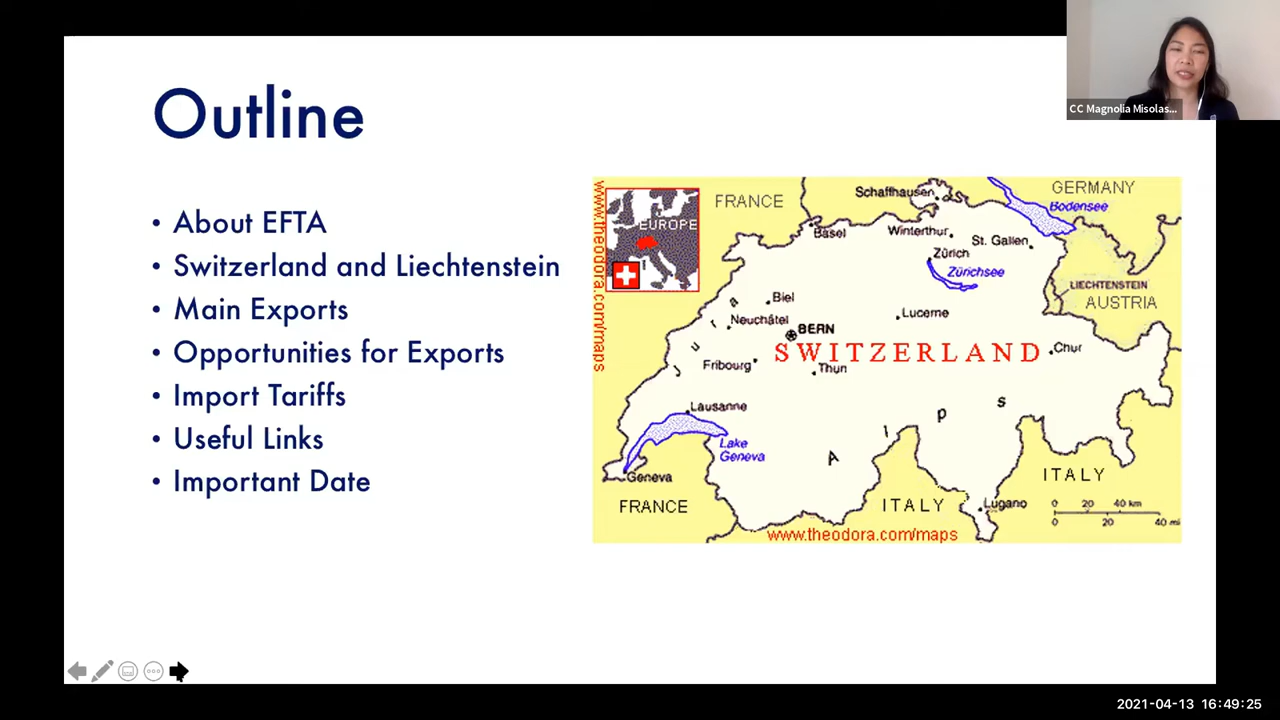 Outline
• About EFTA
• Switzerland and Liechtenstein
• Main Exports
• Opportunities for Exports
• Import Tariffs
• Useful Links
• Important Date
CC Magnolia Misolas...
www.theodora.com/maps
EUROPE
FRANCE
Schaffhausen
GERMANY
Bodensee
Basel
Winterthur
St. Gallen
Zürich
Zürichsee
LIECHTENSTEIN
AUSTRIA
Biel
Neuchâtel
Lucerne
BERN
J u r a
SWITZERLAND
Chur
Fribourg
Thun
Lausanne
A l p s
Lake
Geneva
Geneva
ITALY
FRANCE
ITALY
Lugano
0 20 40 km
0 20 40 mi
www.theodora.com/maps
2021-04-13 16:49:25